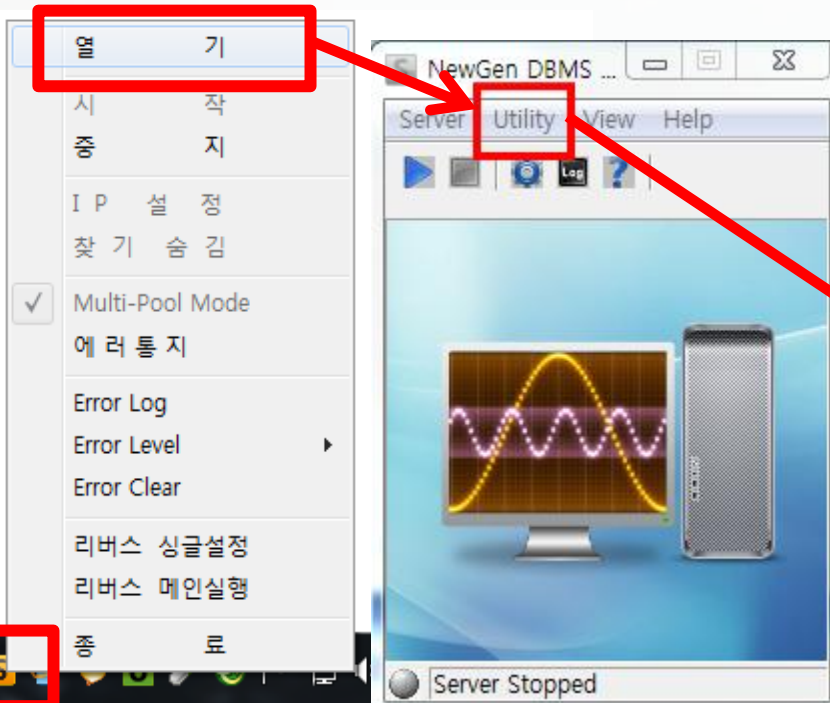 열 기
시 작
중 지
I P 설 정
찾 기 숨 김
Multi-Pool Mode
에 러 통 지
Error Log
Error Level
Error Clear
리버스 싱글설정
리버스 메인실행
종 료
NewGen DBMS ...
Server Utility View Help
Log
Server Stopped